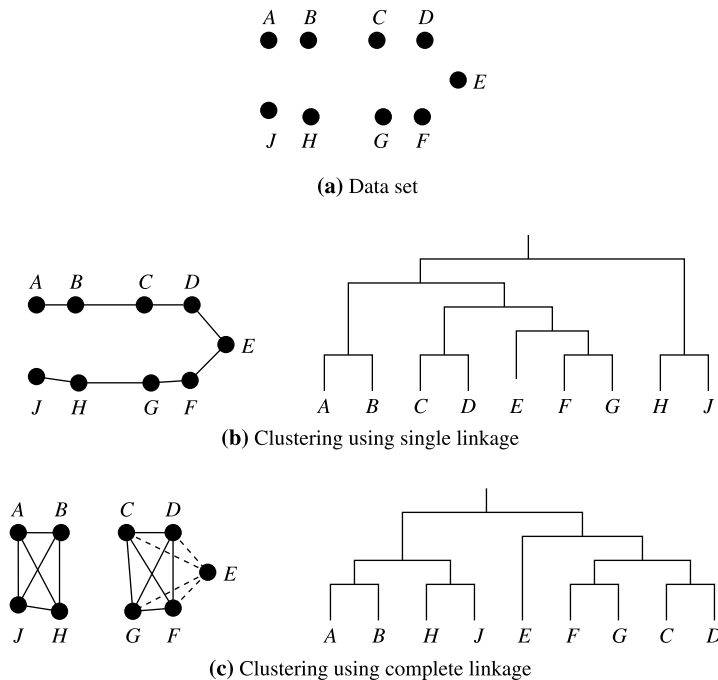 A B C D
E
J H G F
(a) Data set
A B C D
E
J H G F
A B C D E F G H J
(b) Clustering using single linkage
A B C D
E
J H G F
A B H J E F G C D
(c) Clustering using complete linkage